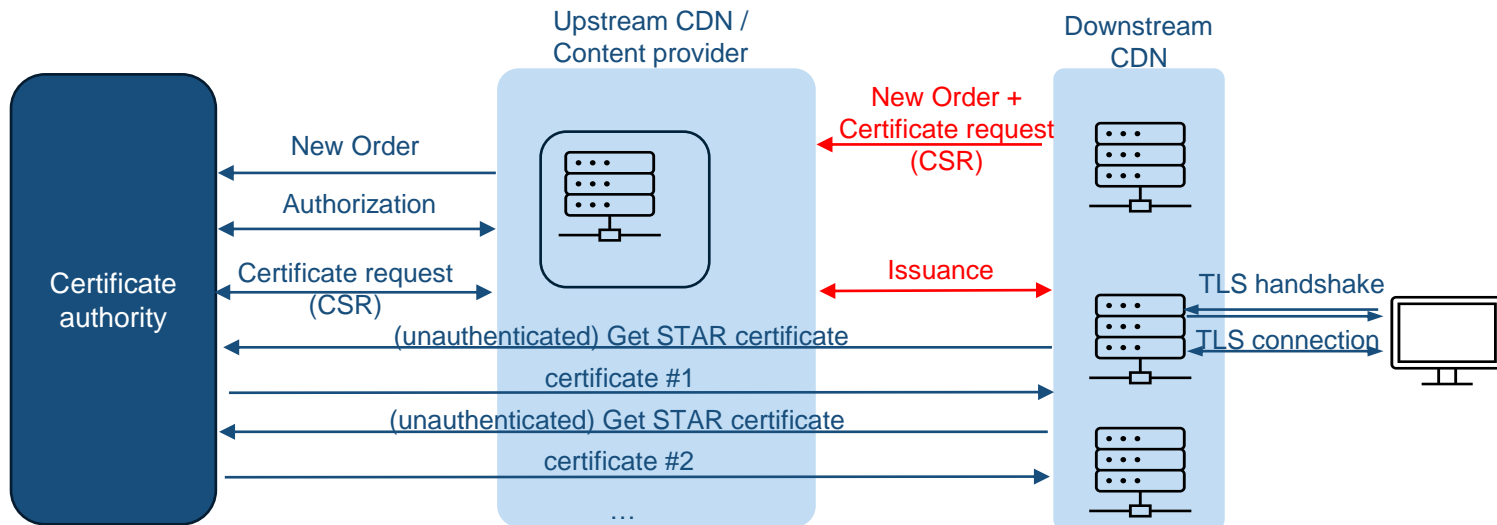 Upstream CDN /
Content provider
Downstream
CDN
New Order +
Certificate request
(CSR)
New Order
Authorization
Certificate request
(CSR)
Issuance
Certificate
authority
TLS handshake
(unauthenticated) Get STAR certificate
TLS connection
certificate #1
(unauthenticated) Get STAR certificate
certificate #2
…